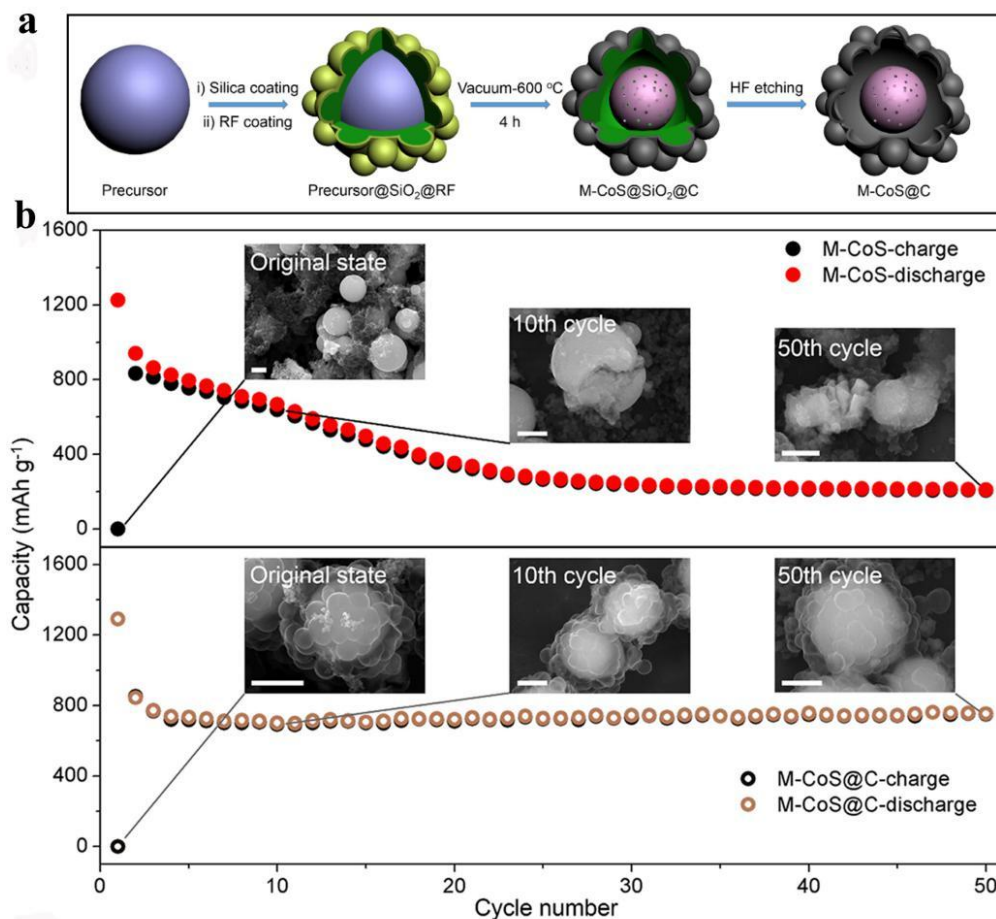 a
i) Silica coating
ii) RF coating
Vacuum-600 °C
4 h
HF etching
Precursor
Precursor@SiO₂@RF
M-CoS@SiO₂@C
M-CoS@C
b
1600
1200
800
400
0
Original state
10th cycle
50th cycle
M-CoS-charge
M-CoS-discharge
Capacity (mAh g⁻¹)
1600
1200
800
400
0
Original state
10th cycle
50th cycle
M-CoS@C-charge
M-CoS@C-discharge
0
10
20
30
40
50
Cycle number